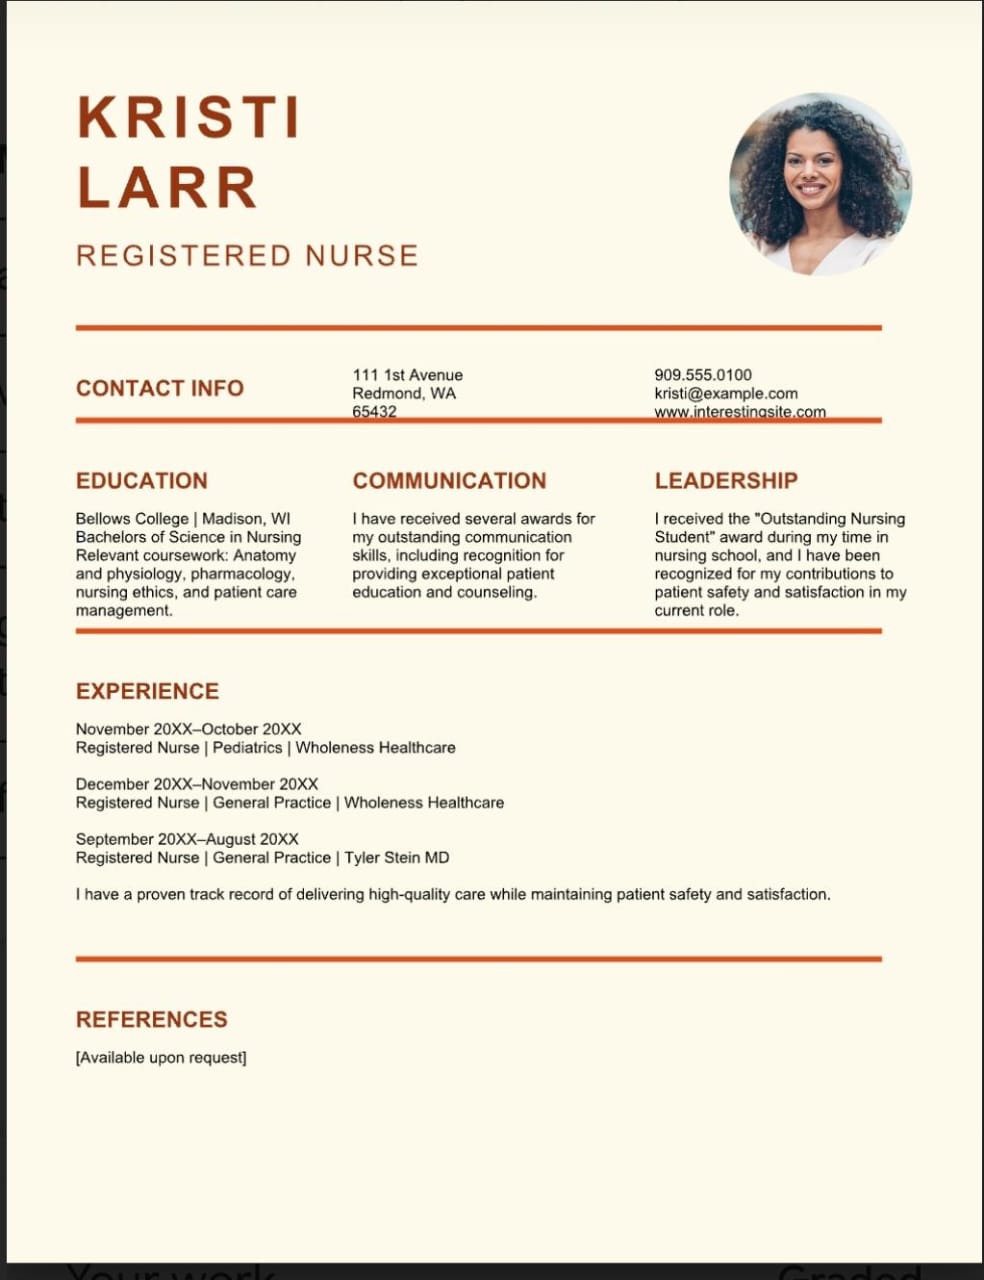 KRISTI
LARR
REGISTERED NURSE
CONTACT INFO
111 1st Avenue
Redmond, WA
65432
909.555.0100
kristi@example.com
www.interestingsite.com
EDUCATION
Bellows College | Madison, WI
Bachelors of Science in Nursing
Relevant coursework: Anatomy
and physiology, pharmacology,
nursing ethics, and patient care
management.
COMMUNICATION
I have received several awards for
my outstanding communication
skills, including recognition for
providing exceptional patient
education and counseling.
LEADERSHIP
I received the "Outstanding Nursing
Student" award during my time in
nursing school, and I have been
recognized for my contributions to
patient safety and satisfaction in my
current role.
EXPERIENCE
November 20XX–October 20XX
Registered Nurse | Pediatrics | Wholeness Healthcare
December 20XX–November 20XX
Registered Nurse | General Practice | Wholeness Healthcare
September 20XX–August 20XX
Registered Nurse | General Practice | Tyler Stein MD
I have a proven track record of delivering high-quality care while maintaining patient safety and satisfaction.
REFERENCES
[Available upon request]
Your work
Graded